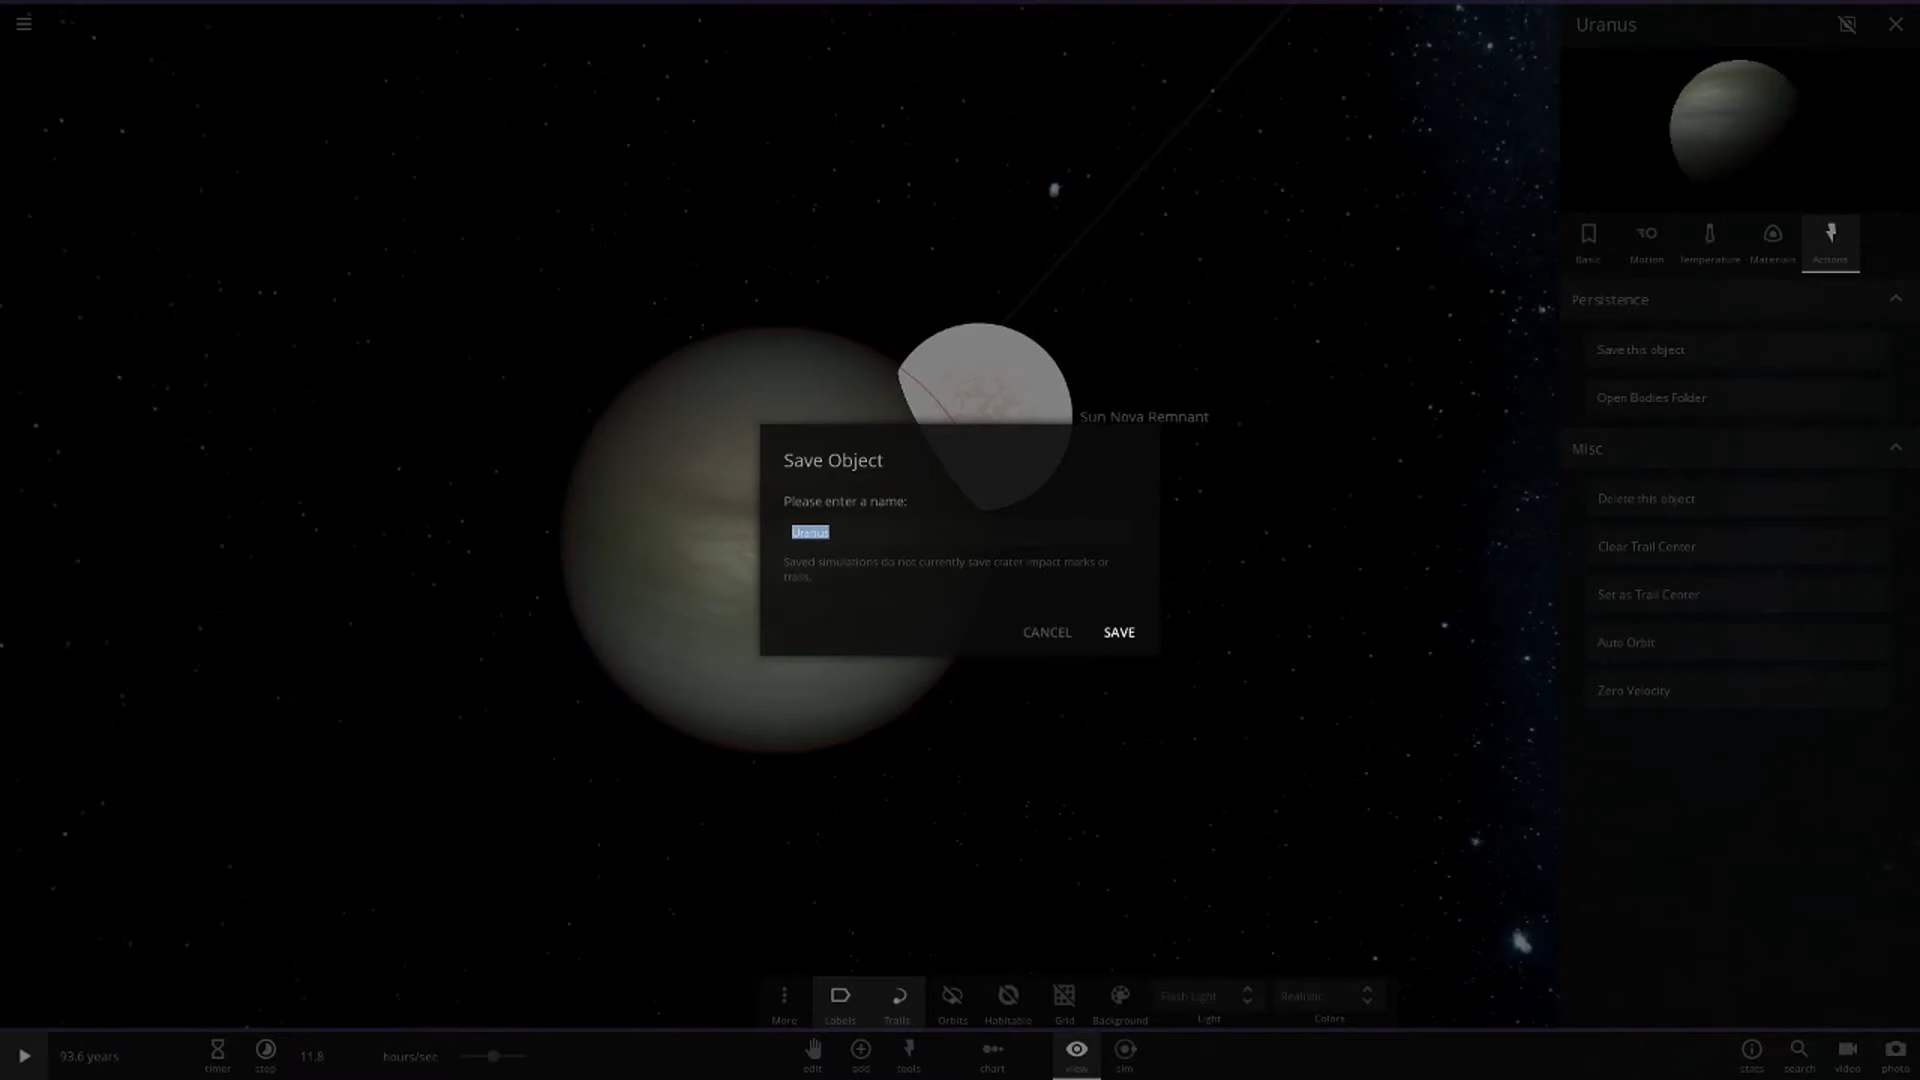 Uranus
Basic
Motion
Temperature
Materials
Actions
Persistence
Save this object
Open Bodies Folder
Misc
Delete this object
Clear Trail Center
Set as Trail Center
Auto Orbit
Zero Velocity
Sun Nova Remnant
Save Object
Please enter a name:
Uranus
Saved simulations do not currently save crater impact marks or
trails.
CANCEL
SAVE
More
Labels
Trails
Orbits
Habitable
Grid
Background
Flash Light
Light
Realistic
Colors
93.6 years
timer
step
11.8
hours/sec
edit
add
tools
chart
view
sim
stats
search
video
photo